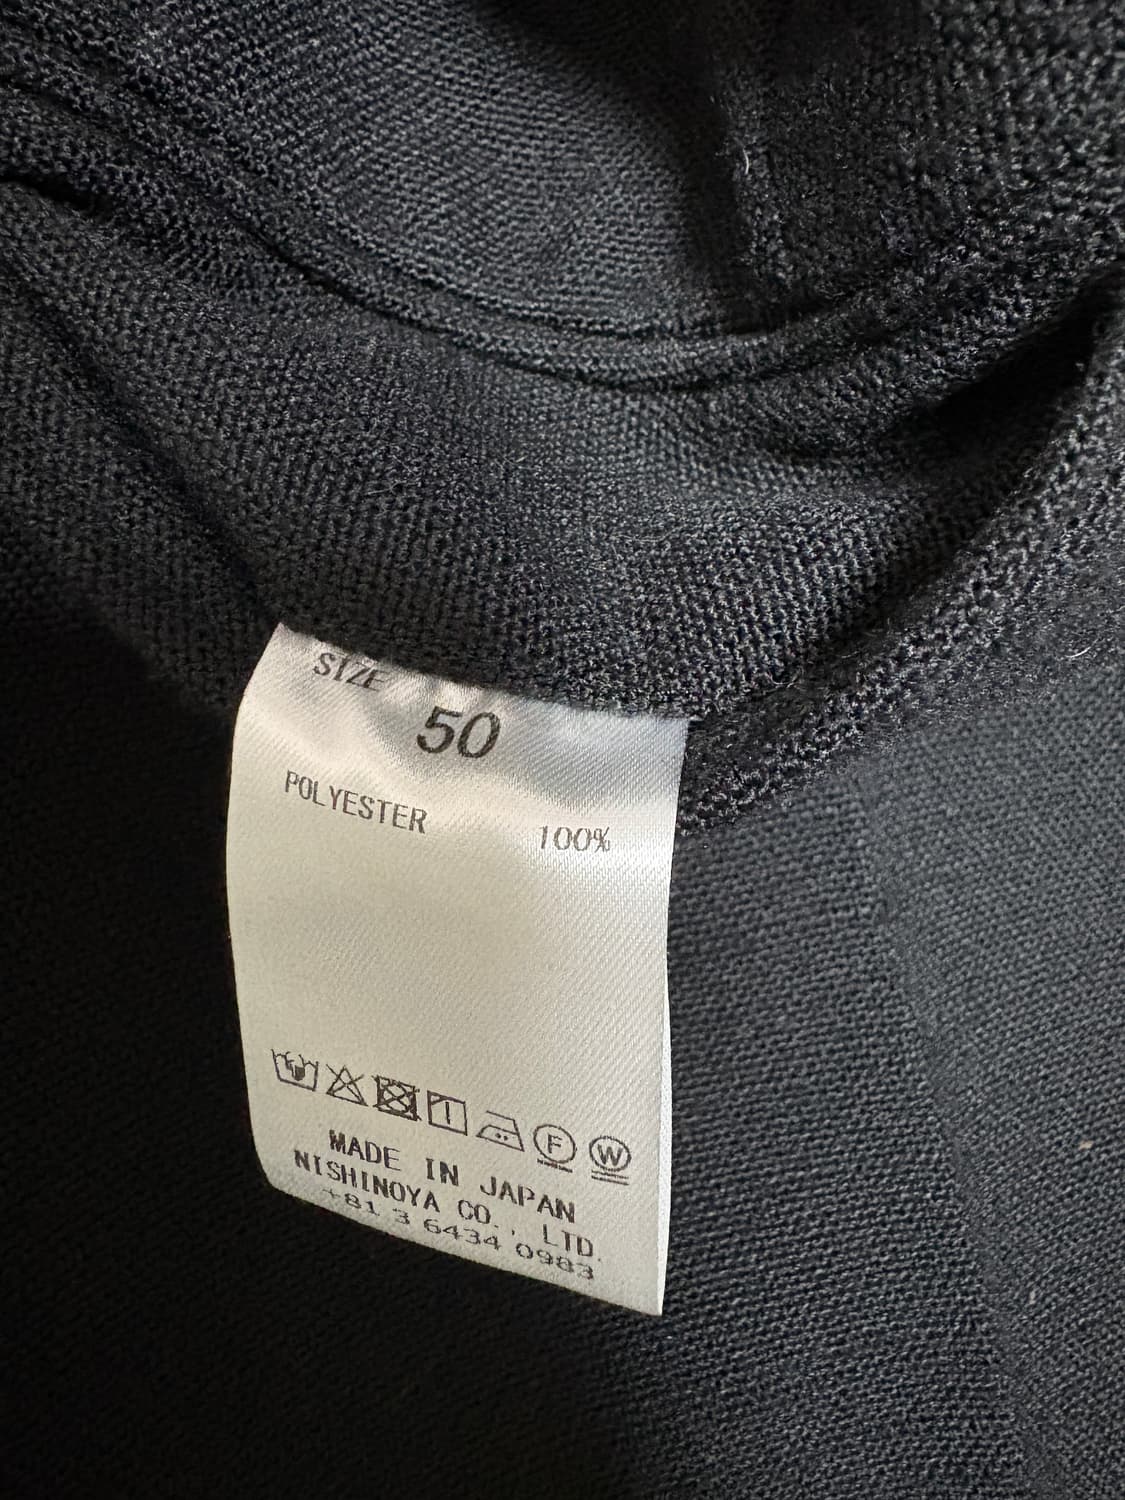 SIZE
50
POLYESTER 100%
F W
MADE IN JAPAN
NISHINOYA CO., LTD.
+81 3 6434 0983